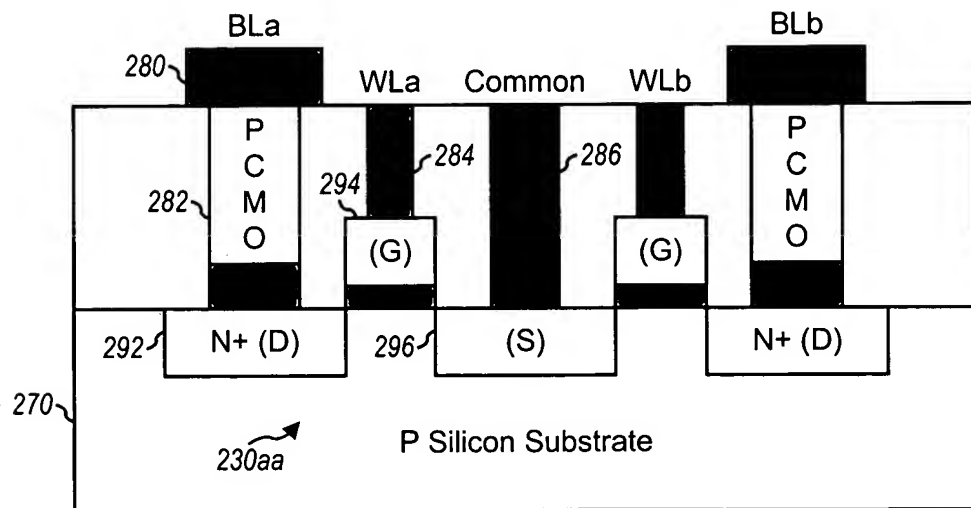 BLa
BLb
280
WLa
Common
WLb
P
C
M
O
P
C
M
O
284
286
294
282
(G)
(G)
292
N+ (D)
296
(S)
N+ (D)
270
230aa
P Silicon Substrate